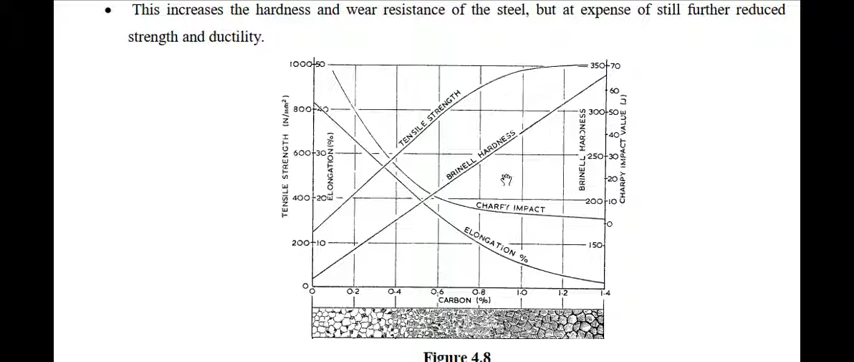 • This increases the hardness and wear resistance of the steel, but at expense of still further reduced
strength and ductility.
1000 50 350 70
60
800 40 300 50
40
600 30 250 30
20
400 20 200 10
0
200 10 150
0
TENSILE STRENGTH (N/mm²)
ELONGATION (%)
TENSILE STRENGTH
BRINELL HARDNESS
CHARPY IMPACT
ELONGATION %
BRINELL HARDNESS
CHARPY IMPACT VALUE (J)
0 0·2 0·4 0·6 0·8 1·0 1·2 1·4
CARBON (%)
Figure 4.8